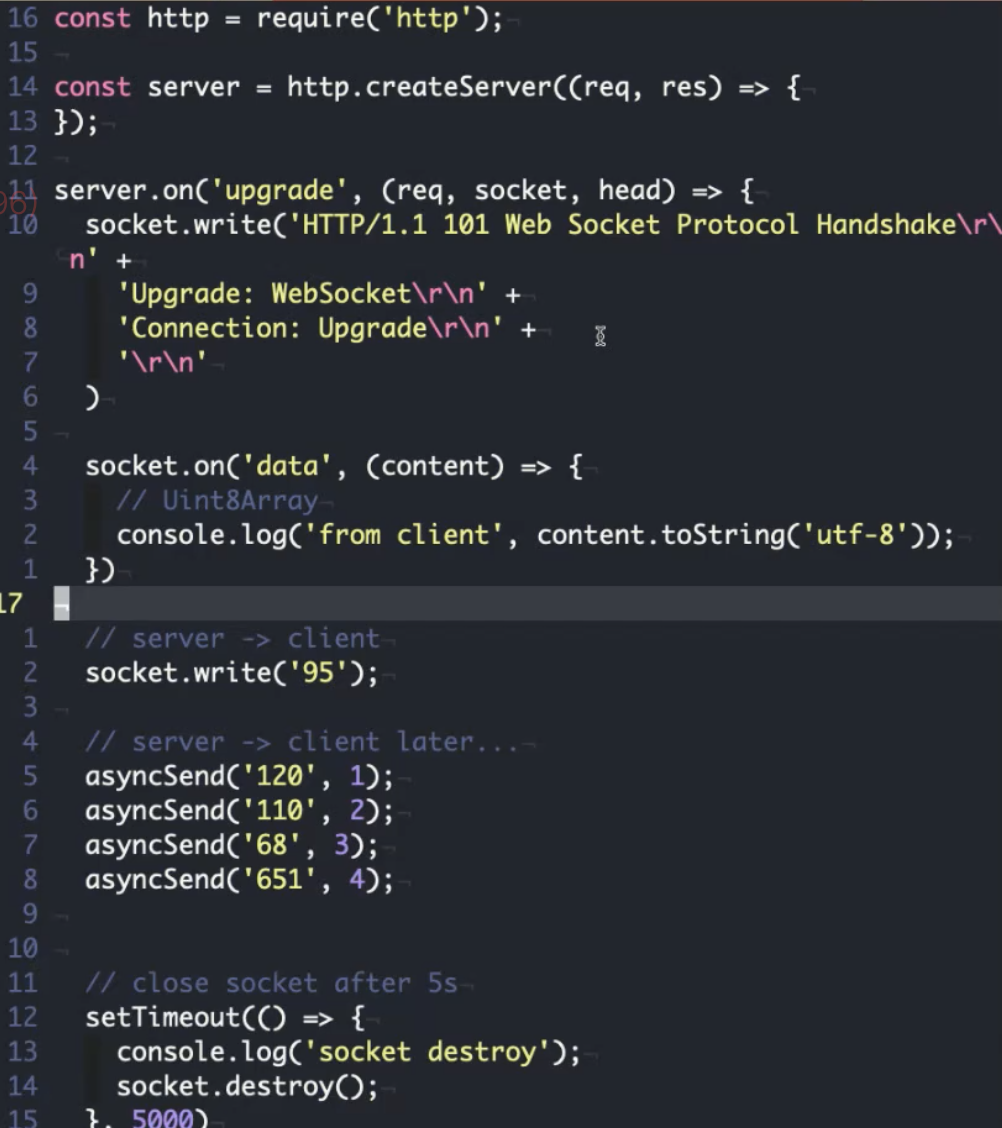 16 const http = require('http');
15
14 const server = http.createServer((req, res) => {
13 });
12
11 server.on('upgrade', (req, socket, head) => {
10 socket.write('HTTP/1.1 101 Web Socket Protocol Handshake\r\
n' +
9 'Upgrade: WebSocket\r\n' +
8 'Connection: Upgrade\r\n' +
7 '\r\n'
6 )
5
4 socket.on('data', (content) => {
3 // Uint8Array
2 console.log('from client', content.toString('utf-8'));
1 })
17
1 // server -> client
2 socket.write('95');
3
4 // server -> client later...
5 asyncSend('120', 1);
6 asyncSend('110', 2);
7 asyncSend('68', 3);
8 asyncSend('651', 4);
9
10
11 // close socket after 5s
12 setTimeout(() => {
13 console.log('socket destroy');
14 socket.destroy();
15 }, 5000)